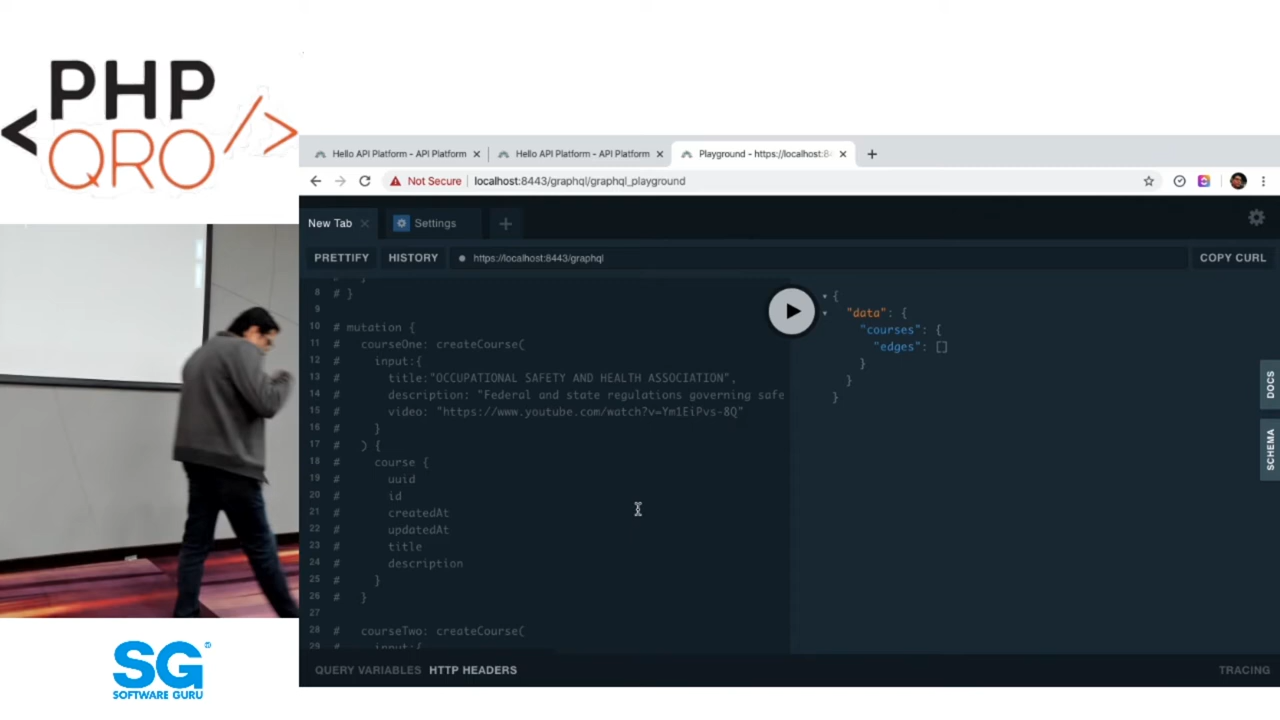 <PHP
QRO/>
SG®
SOFTWARE GURU
Hello API Platform - API Platform
Hello API Platform - API Platform
Playground - https://localhost:8
Not Secure
localhost:8443/graphql/graphql_playground
New Tab
Settings
PRETTIFY
HISTORY
https://localhost:8443/graphql
COPY CURL
8 # }
9
10 # mutation {
11 #   courseOne: createCourse(
12 #     input:{
13 #       title:"OCCUPATIONAL SAFETY AND HEALTH ASSOCIATION",
14 #       description: "Federal and state regulations governing safe
15 #       video: "https://www.youtube.com/watch?v=Ym1EiPvs-8Q"
16 #     }
17 #   ) {
18 #     course {
19 #       uuid
20 #       id
21 #       createdAt
22 #       updatedAt
23 #       title
24 #       description
25 #     }
26 #   }
27
28 #   courseTwo: createCourse(
29 #     input:{
{
"data": {
"courses": {
"edges": []
}
}
}
DOCS
SCHEMA
QUERY VARIABLES
HTTP HEADERS
TRACING